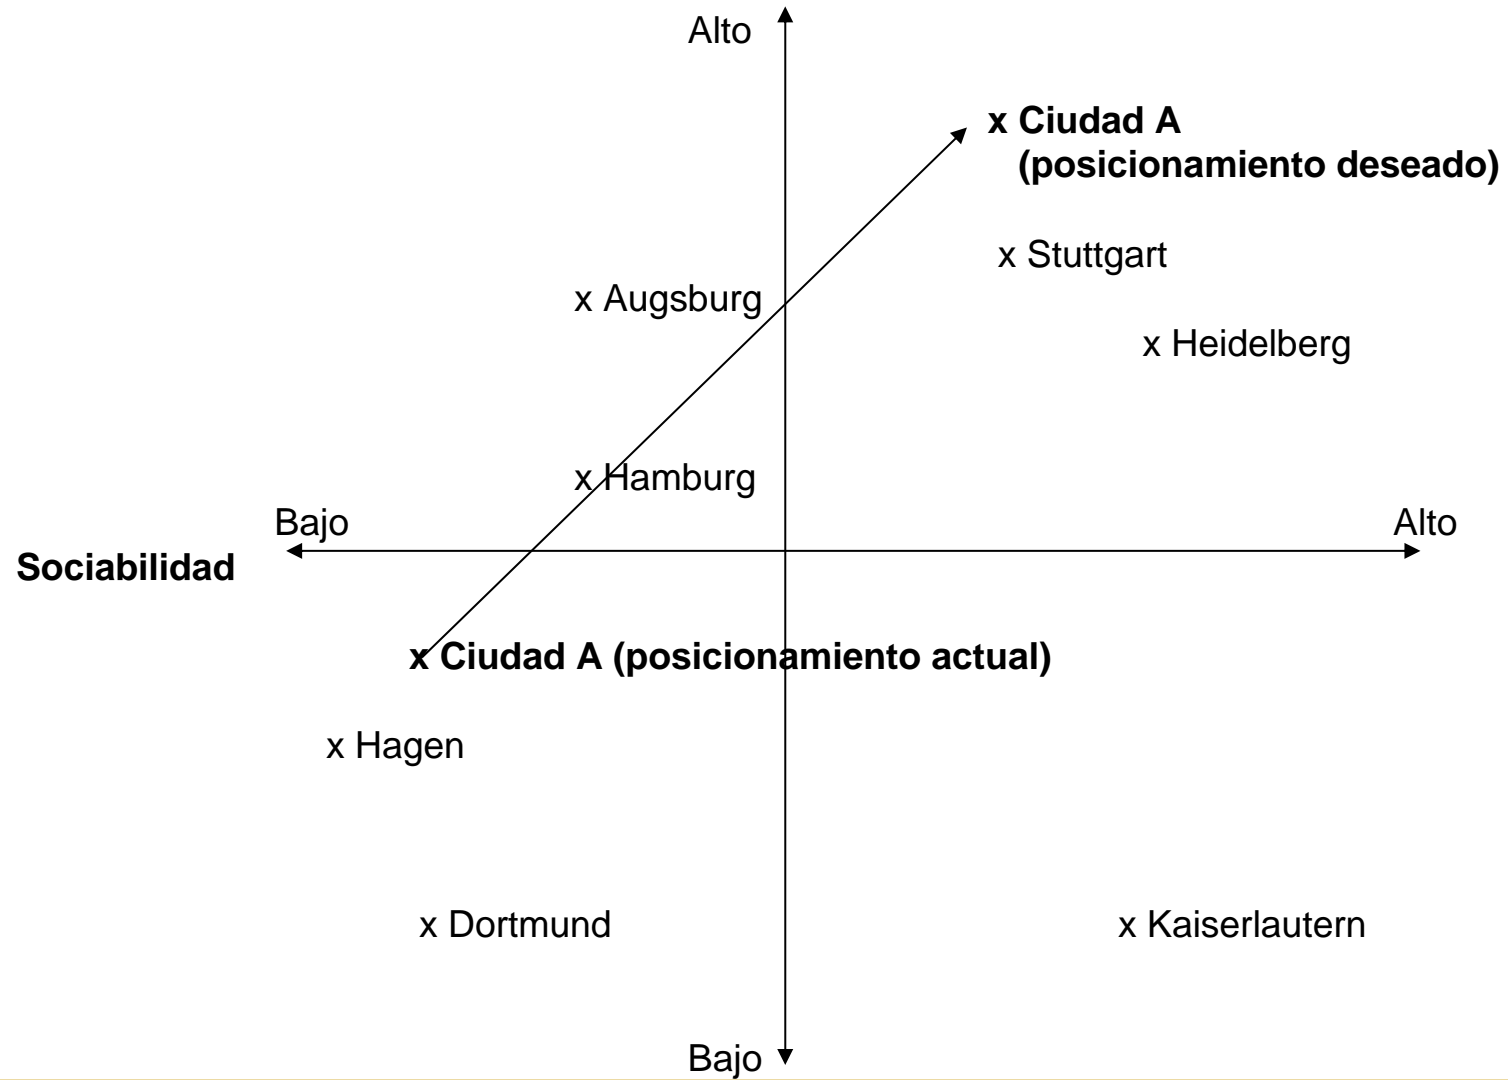 Alto
x Ciudad A
(posicionamiento deseado)
x Stuttgart
x Augsburg
x Heidelberg
x Hamburg
Bajo
Alto
Sociabilidad
x Ciudad A (posicionamiento actual)
x Hagen
x Dortmund
x Kaiserlautern
Bajo